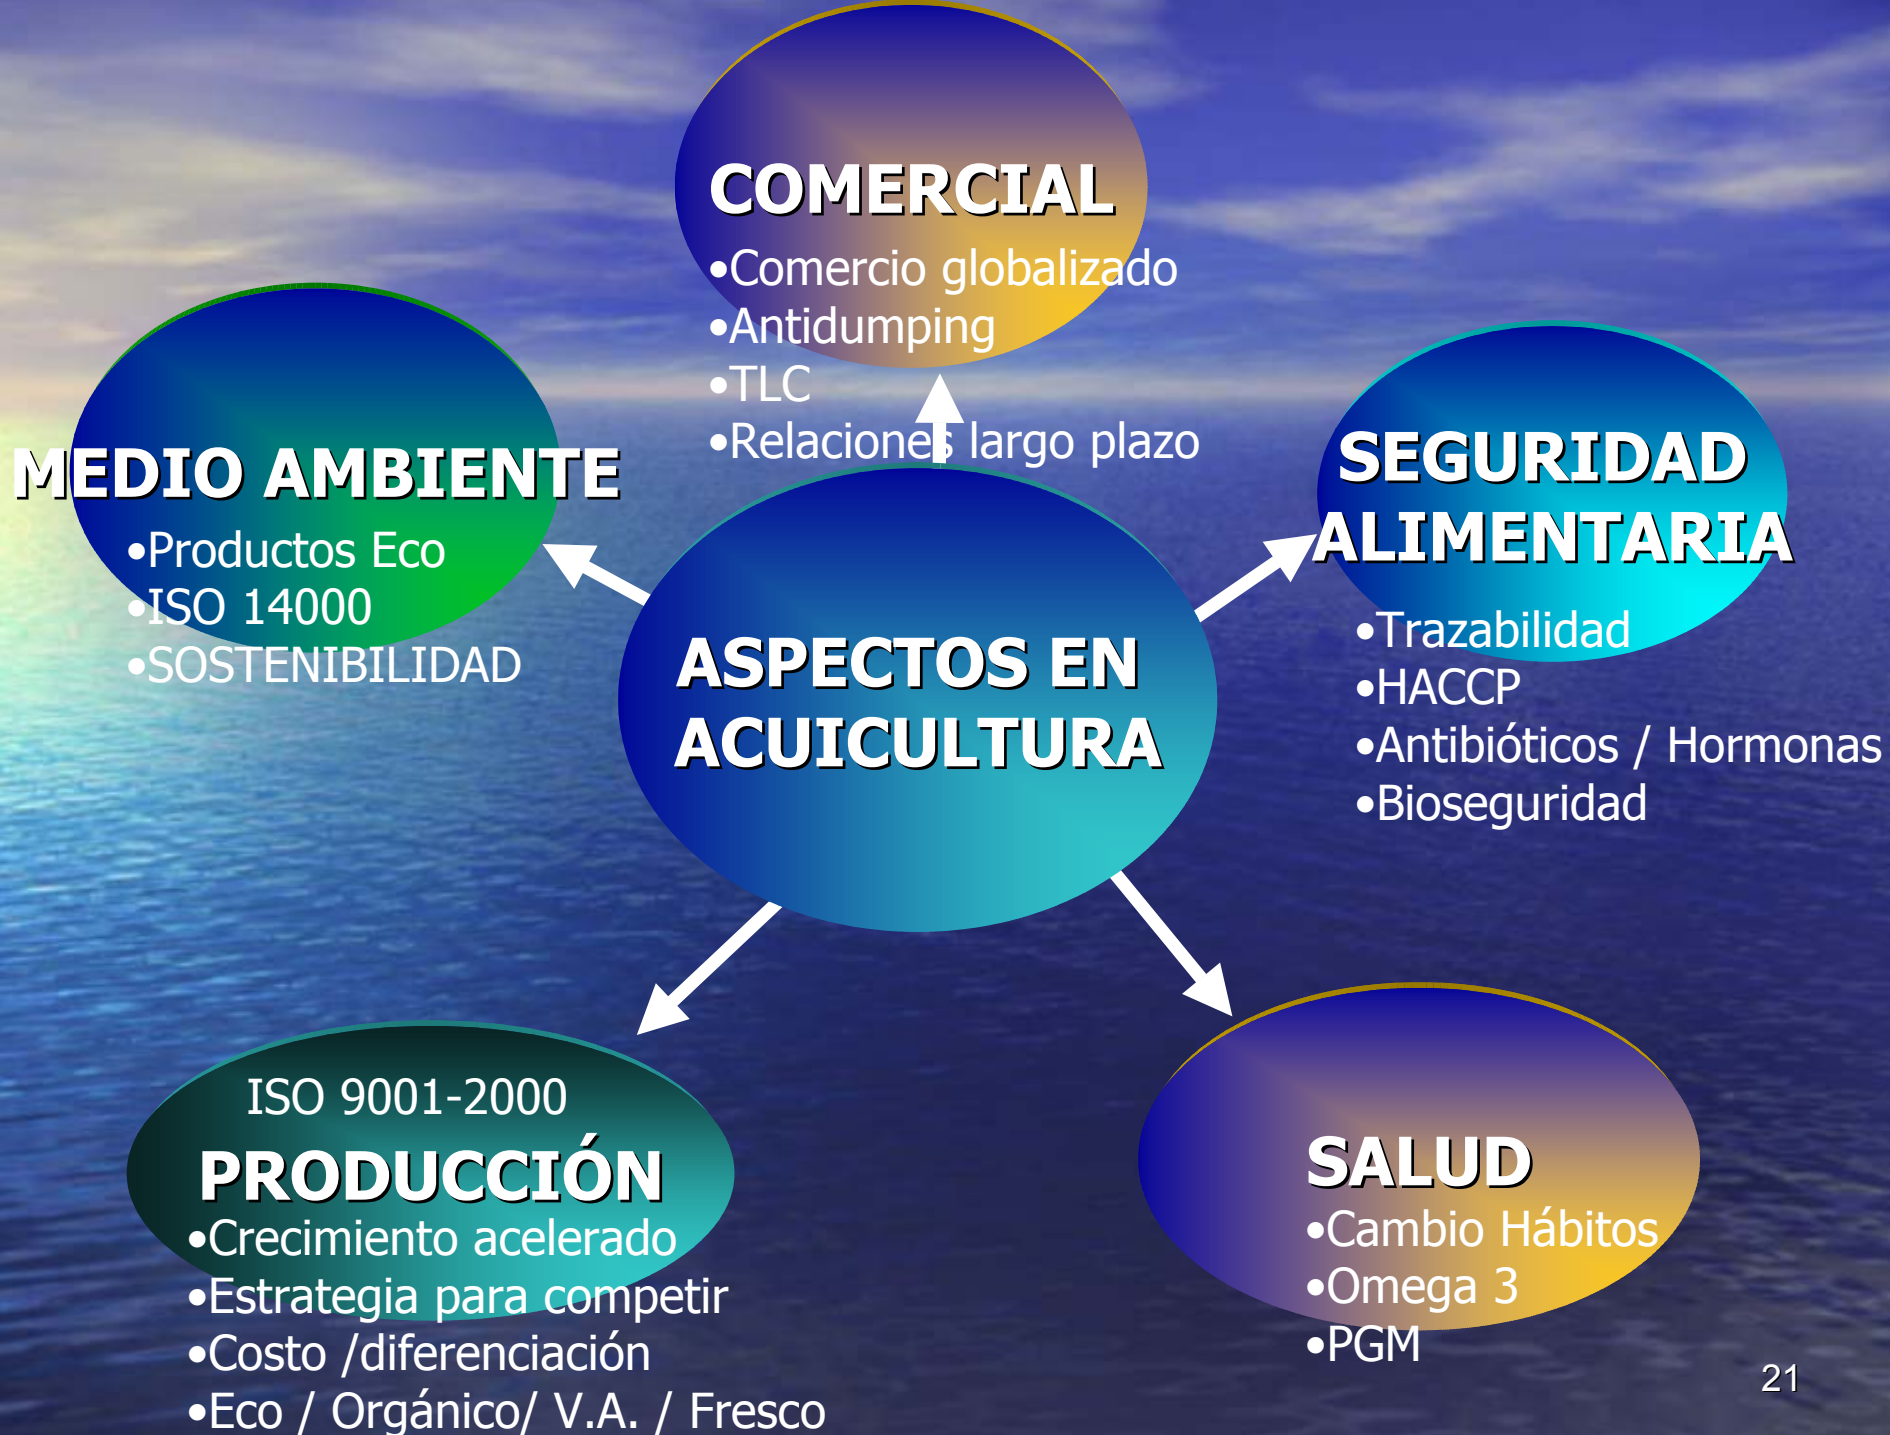 COMERCIAL
•Comercio globalizado
•Antidumping
•TLC
•Relaciones largo plazo
MEDIO AMBIENTE
•Productos Eco
•ISO 14000
•SOSTENIBILIDAD
SEGURIDAD
ALIMENTARIA
•Trazabilidad
•HACCP
•Antibióticos / Hormonas
•Bioseguridad
ASPECTOS EN
ACUICULTURA
ISO 9001-2000
PRODUCCIÓN
•Crecimiento acelerado
•Estrategia para competir
•Costo /diferenciación
•Eco / Orgánico/ V.A. / Fresco
SALUD
•Cambio Hábitos
•Omega 3
•PGM
21